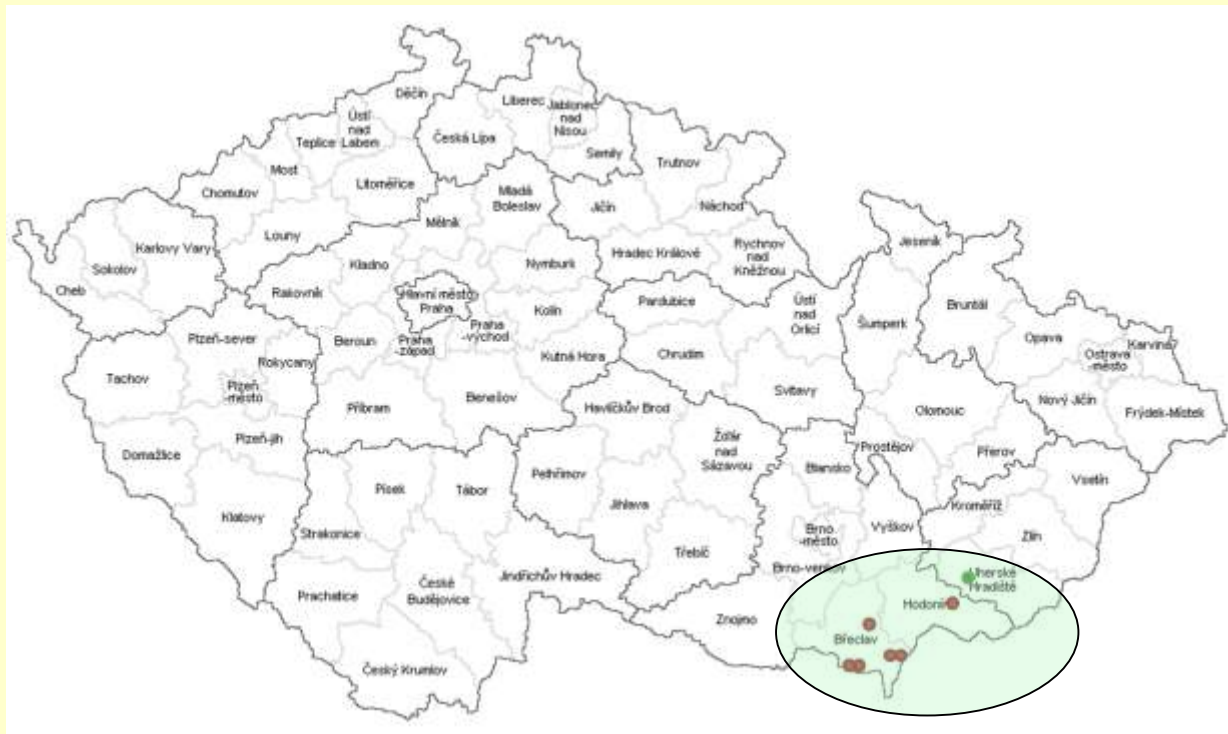 Děčín
Liberec
Jablonec
nad
Nisou
Ústí
nad
Labem
Teplice
Česká Lípa
Semily
Trutnov
Most
Chomutov
Litoměřice
Mladá
Boleslav
Jičín
Náchod
Mělník
Louny
Karlovy Vary
Sokolov
Cheb
Kladno
Nymburk
Hradec Králové
Rychnov
nad
Kněžnou
Jeseník
Rakovník
Hlavní město
Praha
Kolín
Pardubice
Ústí
nad
Orlicí
Šumperk
Bruntál
Opava
Karviná
Ostrava
-město
Plzeň-sever
Rokycany
Beroun
Praha
-západ
Praha
-východ
Kutná Hora
Chrudim
Tachov
Plzeň
-město
Příbram
Benešov
Havlíčkův Brod
Svitavy
Olomouc
Nový Jičín
Frýdek-Místek
Domažlice
Plzeň-jih
Žďár
nad
Sázavou
Prostějov
Přerov
Blansko
Vsetín
Klatovy
Písek
Tábor
Pelhřimov
Jihlava
Kroměříž
Strakonice
Brno
-město
Vyškov
Zlín
Třebíč
Brno-venkov
Prachatice
České
Budějovice
Jindřichův Hradec
Uherské
Hradiště
Znojmo
Hodonín
Břeclav
Český Krumlov